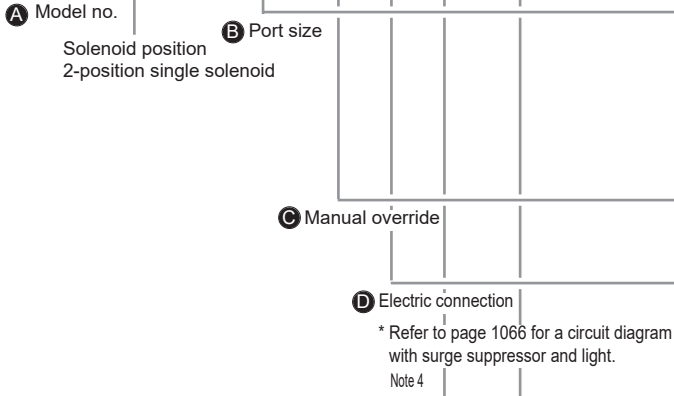 A Model no.
Solenoid position
2-position single solenoid
B Port size
C Manual override
D Electric connection
* Refer to page 1066 for a circuit diagram
with surge suppressor and light.
Note 4